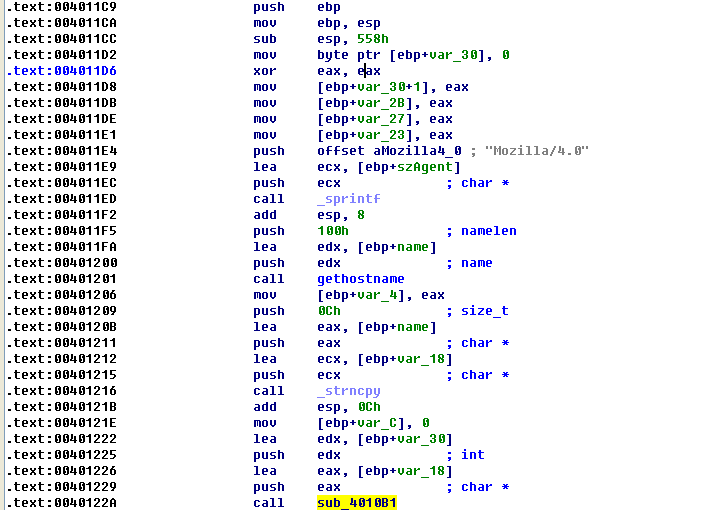 .text:004011C9 push ebp
.text:004011CA mov ebp, esp
.text:004011CC sub esp, 558h
.text:004011D2 mov byte ptr [ebp+var_30], 0
.text:004011D6 xor eax, eax
.text:004011D8 mov [ebp+var_30+1], eax
.text:004011DB mov [ebp+var_2B], eax
.text:004011DE mov [ebp+var_27], eax
.text:004011E1 mov [ebp+var_23], eax
.text:004011E4 push offset aMozilla4_0 ; "Mozilla/4.0"
.text:004011E9 lea ecx, [ebp+szAgent]
.text:004011EC push ecx ; char *
.text:004011ED call _sprintf
.text:004011F2 add esp, 8
.text:004011F5 push 100h ; namelen
.text:004011FA lea edx, [ebp+name]
.text:00401200 push edx ; name
.text:00401201 call gethostname
.text:00401206 mov [ebp+var_4], eax
.text:00401209 push 0Ch ; size_t
.text:0040120B lea eax, [ebp+name]
.text:00401211 push eax ; char *
.text:00401212 lea ecx, [ebp+var_18]
.text:00401215 push ecx ; char *
.text:00401216 call _strncpy
.text:0040121B add esp, 0Ch
.text:0040121E mov [ebp+var_C], 0
.text:00401222 lea edx, [ebp+var_30]
.text:00401225 push edx ; int
.text:00401226 lea eax, [ebp+var_18]
.text:00401229 push eax ; char *
.text:0040122A call sub_4010B1